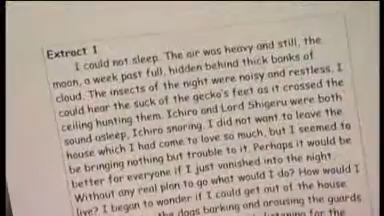 Extract 1
I could not sleep. The air was heavy and still, the
moon, a week past full, hidden behind thick banks of
cloud. The insects of the night were noisy and restless. I
could hear the suck of the gecko's feet as it crossed the
ceiling hunting them. Ichiro and Lord Shigeru were both
sound asleep, Ichiro snoring. I did not want to leave the
house which I had come to love so much, but I seemed to
be bringing nothing but trouble to it. Perhaps it would be
better for everyone if I just vanished into the night.
Without any real plan to go what would I do? How would I
live? I began to wonder if I could get out of the house
the dogs barking and arousing the guards
listening for the